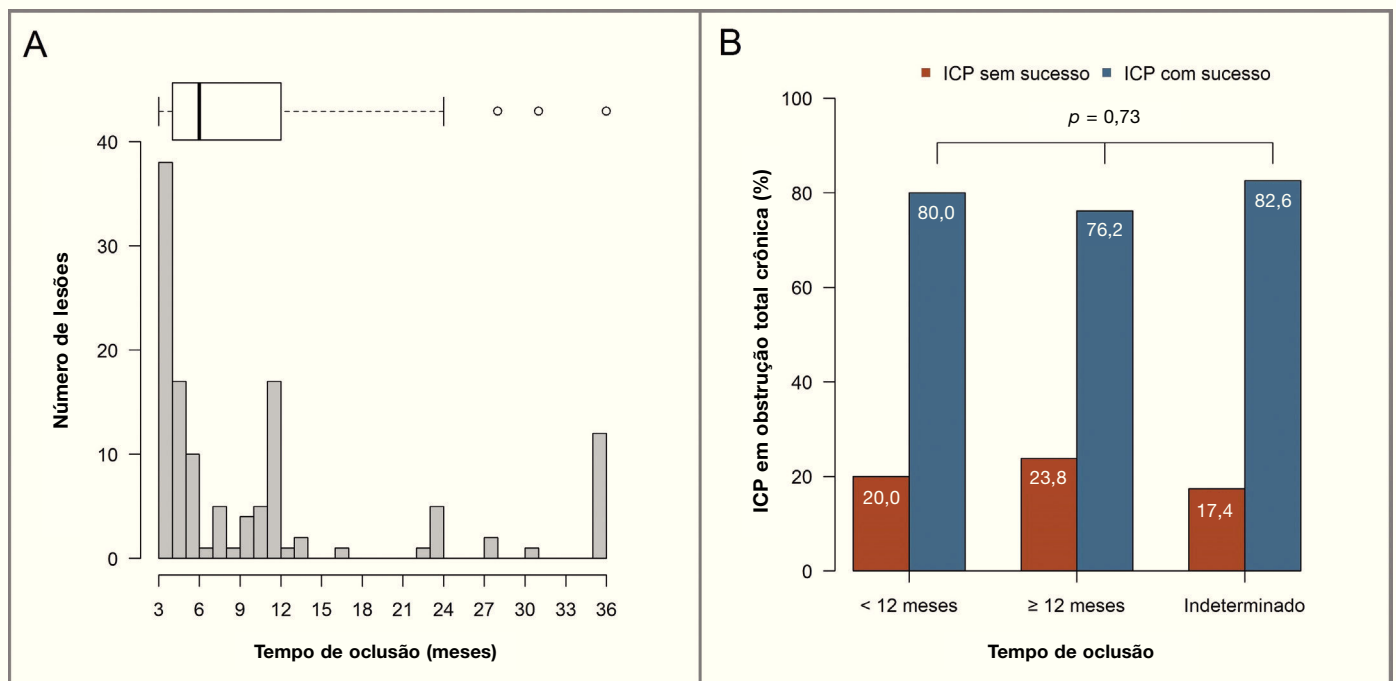 A
40
30
20
10
0
Número de lesões
3 6 9 12 15 18 21 24 27 30 33 36
Tempo de oclusão (meses)
B
ICP sem sucesso ICP com sucesso
100
80
60
40
20
0
ICP em obstrução total crônica (%)
p = 0,73
20,0 80,0
23,8 76,2
17,4 82,6
< 12 meses ≥ 12 meses Indeterminado
Tempo de oclusão